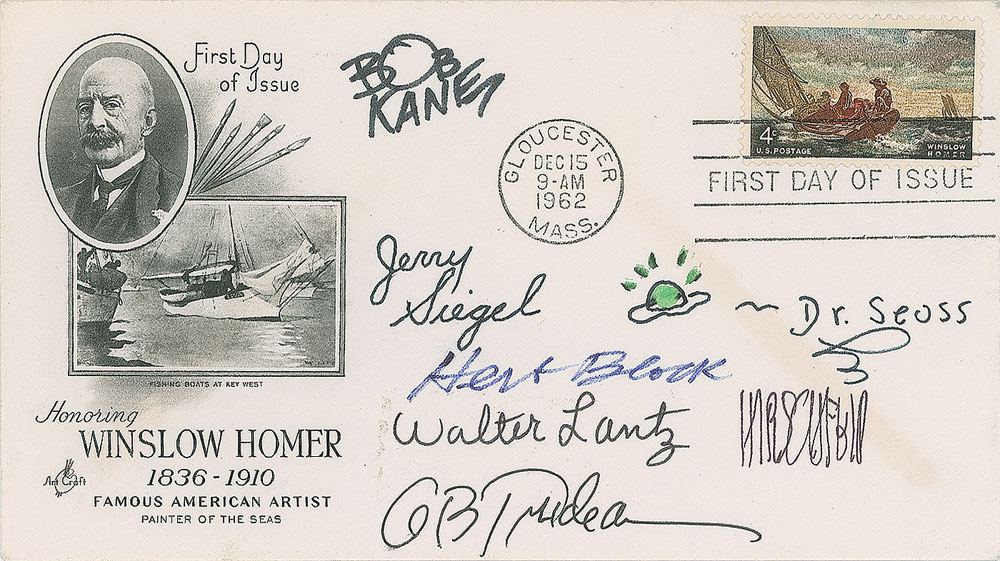 First Day
of Issue
BOB
KANE
GLOUCESTER
DEC 15
9-AM
1962
MASS.
4c
U.S. POSTAGE
WINSLOW
HOMER
FIRST DAY OF ISSUE
Jerry
Siegel
~ Dr. Seuss
Herb Block
Walter Lantz
GB Trudeau
FISHING BOATS AT KEY WEST
Honoring
WINSLOW HOMER
1836-1910
Art Craft
FAMOUS AMERICAN ARTIST
PAINTER OF THE SEAS